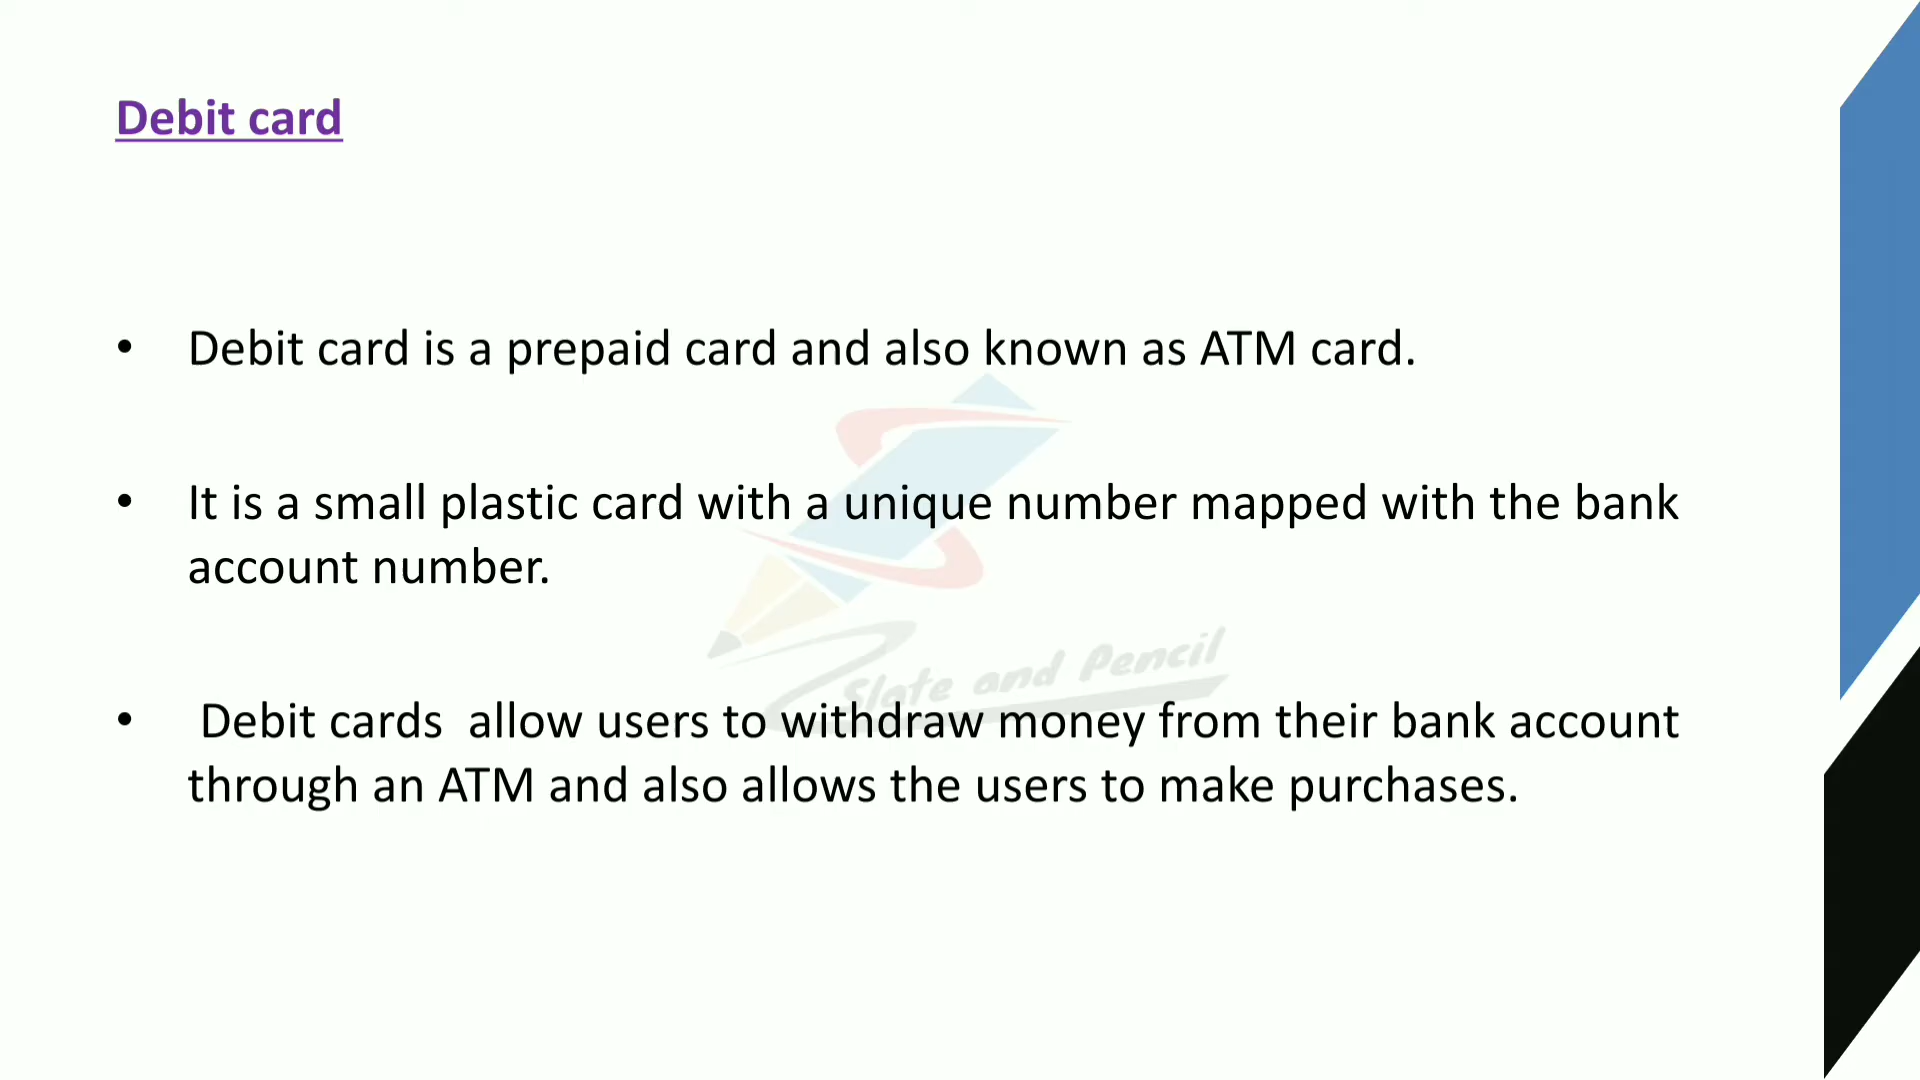 Debit card
• Debit card is a prepaid card and also known as ATM card.
• It is a small plastic card with a unique number mapped with the bank
account number.
Slate and Pencil
• Debit cards  allow users to withdraw money from their bank account
through an ATM and also allows the users to make purchases.